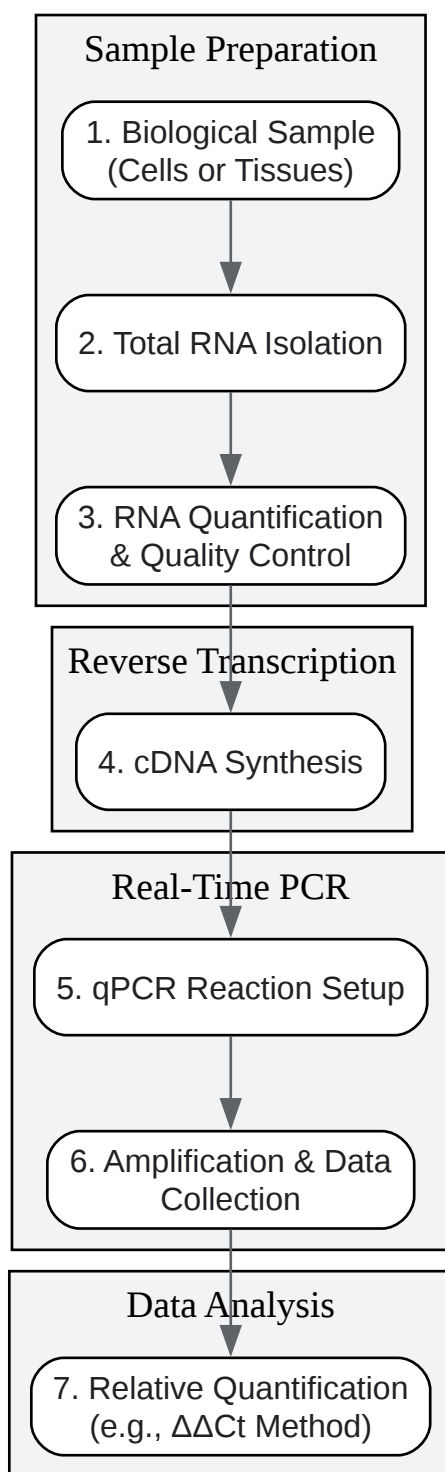 Sample Preparation
1. Biological Sample
(Cells or Tissues)
2. Total RNA Isolation
3. RNA Quantification
& Quality Control
Reverse Transcription
4. cDNA Synthesis
Real-Time PCR
5. qPCR Reaction Setup
6. Amplification & Data
Collection
Data Analysis
7. Relative Quantification
(e.g., ΔΔCt Method)